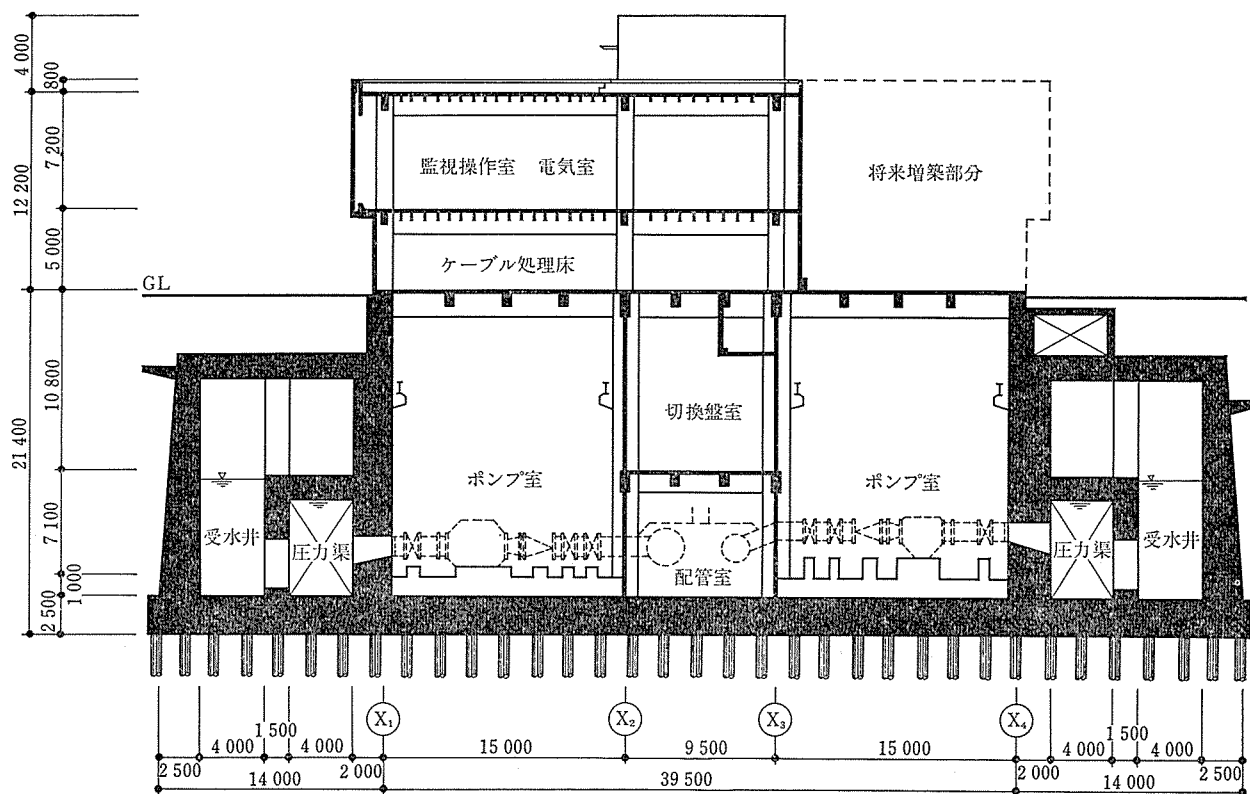 4 000
800
12 200
7 200
監視操作室 電気室
将来増築部分
5 000
ケーブル処理床
GL
21 400
10 800
切換盤室
ポンプ室
ポンプ室
7 100
受水井
圧力渠
配管室
圧力渠
受水井
1 000
2 500
X₁
X₂
X₃
X₄
1 500
1 500
4 000
4 000
15 000
9 500
15 000
4 000
4 000
2 500
2 000
2 000
2 500
14 000
39 500
14 000